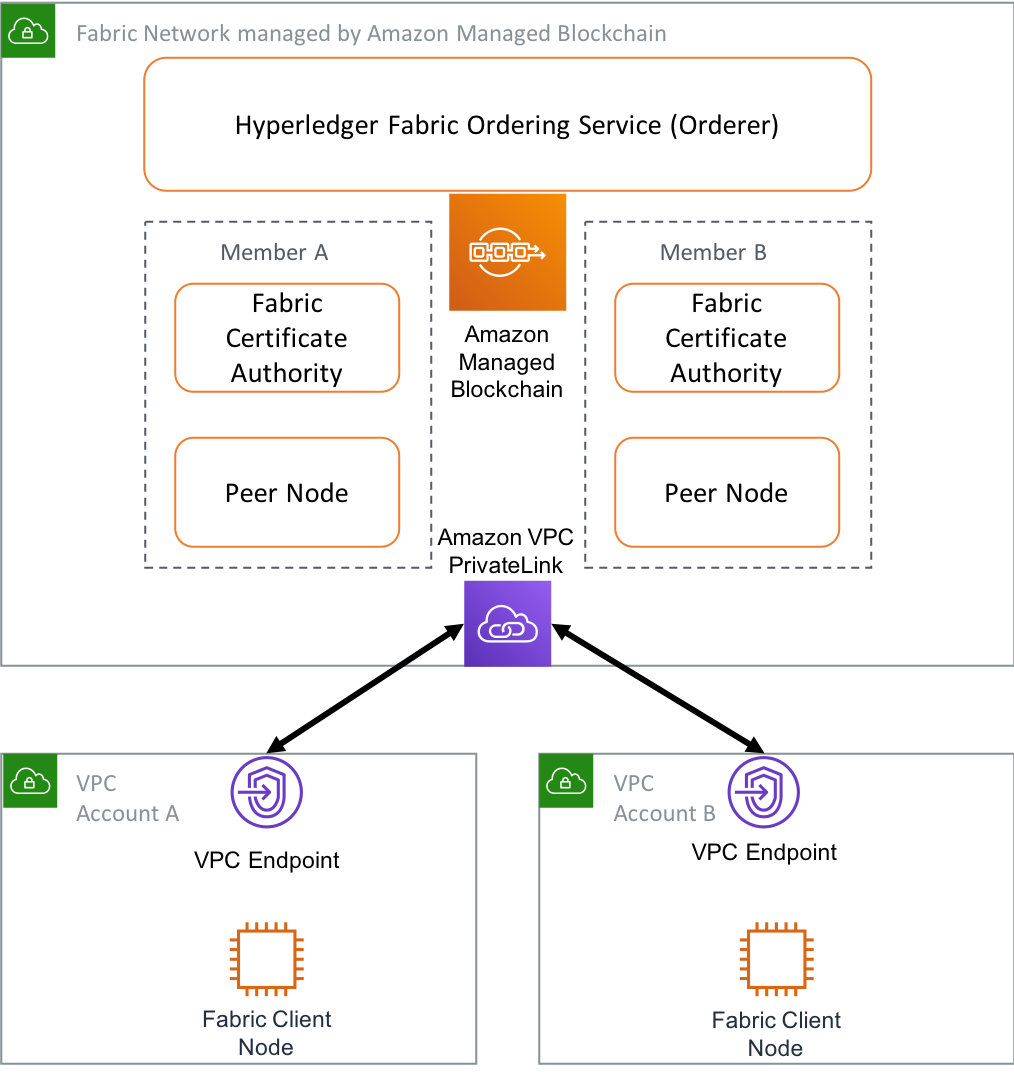 Fabric Network managed by Amazon Managed Blockchain
Hyperledger Fabric Ordering Service (Orderer)
Member A
Fabric
Certificate
Authority
Peer Node
Amazon
Managed
Blockchain
Member B
Fabric
Certificate
Authority
Peer Node
Amazon VPC
PrivateLink
VPC
Account A
VPC Endpoint
Fabric Client
Node
VPC
Account B
VPC Endpoint
Fabric Client
Node